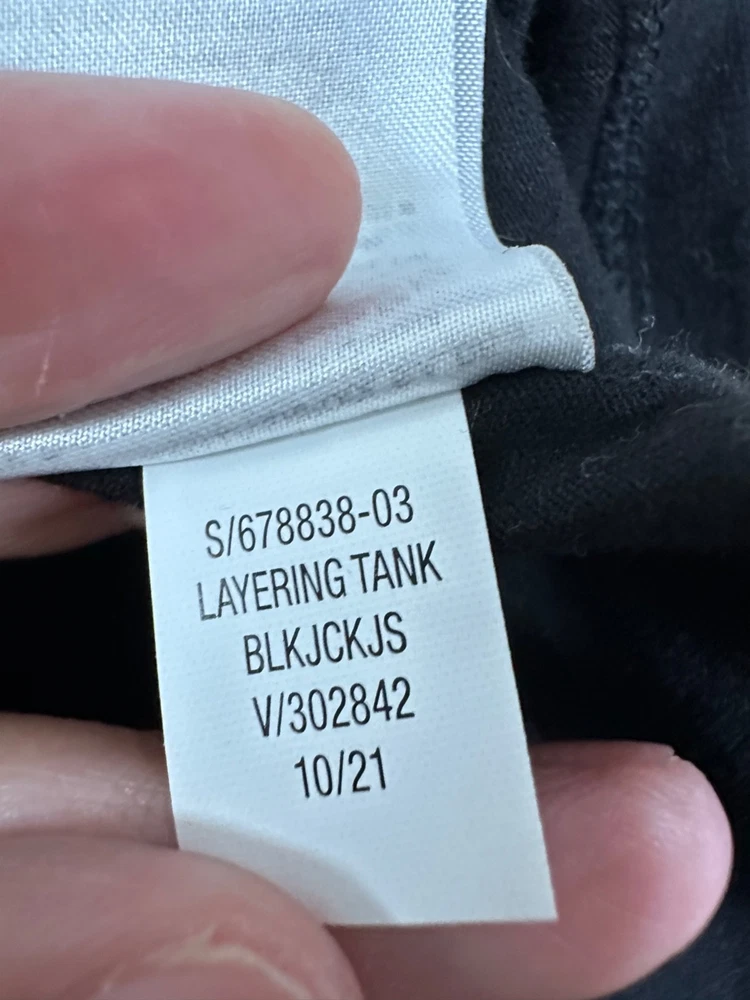 S/678838-03
LAYERING TANK
BLKJCKJS
V/302842
10/21